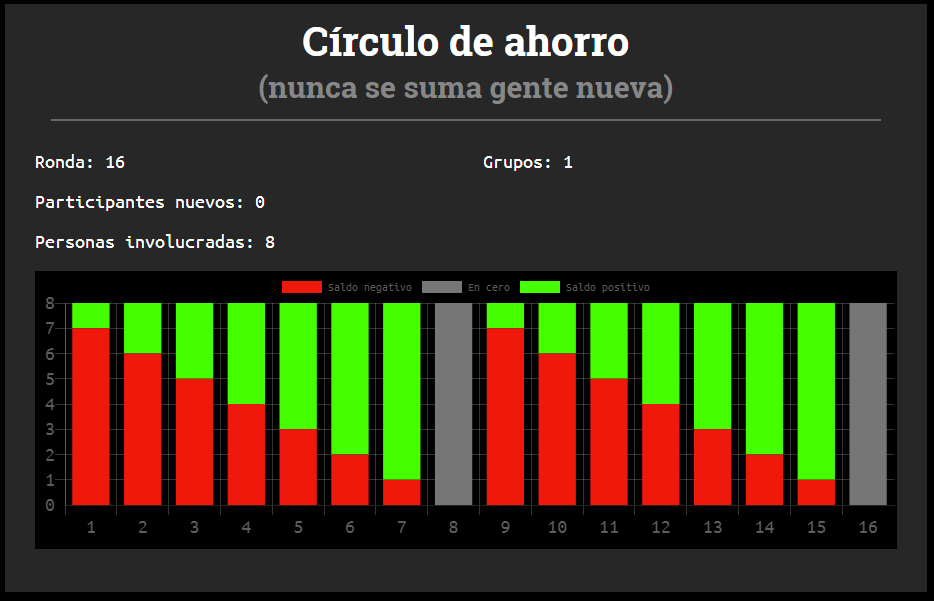 Círculo de ahorro
(nunca se suma gente nueva)
Ronda: 16 Grupos: 1
Participantes nuevos: 0
Personas involucradas: 8
Saldo negativo En cero Saldo positivo
8
7
6
5
4
3
2
1
0
1 2 3 4 5 6 7 8 9 10 11 12 13 14 15 16